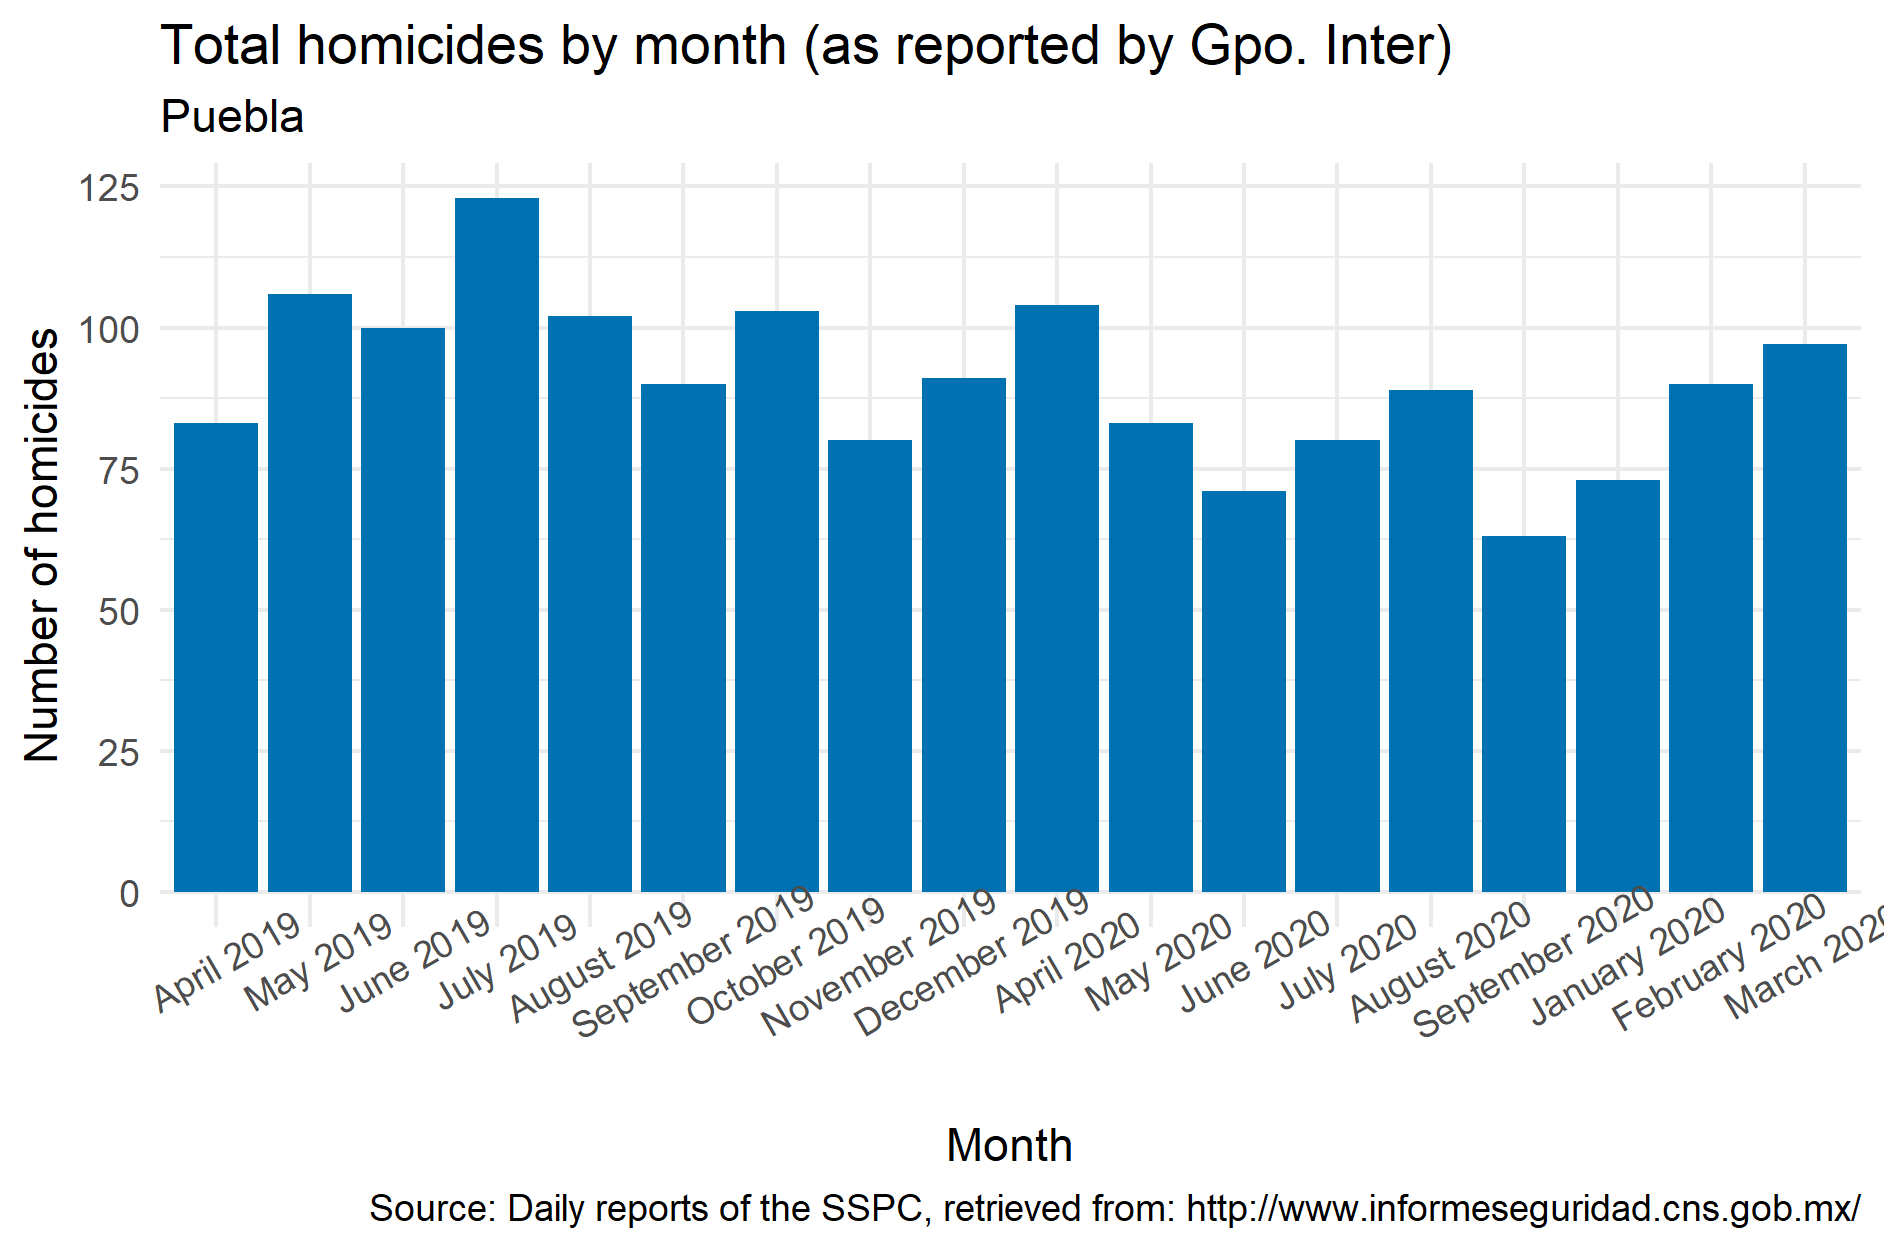 Total homicides by month (as reported by Gpo. Inter)
Puebla
Number of homicides
125
100
75
50
25
0
April 2019
May 2019
June 2019
July 2019
August 2019
September 2019
October 2019
November 2019
December 2019
April 2020
May 2020
June 2020
July 2020
August 2020
September 2020
January 2020
February 2020
March 2020
Month
Source: Daily reports of the SSPC, retrieved from: http://www.informeseguridad.cns.gob.mx/